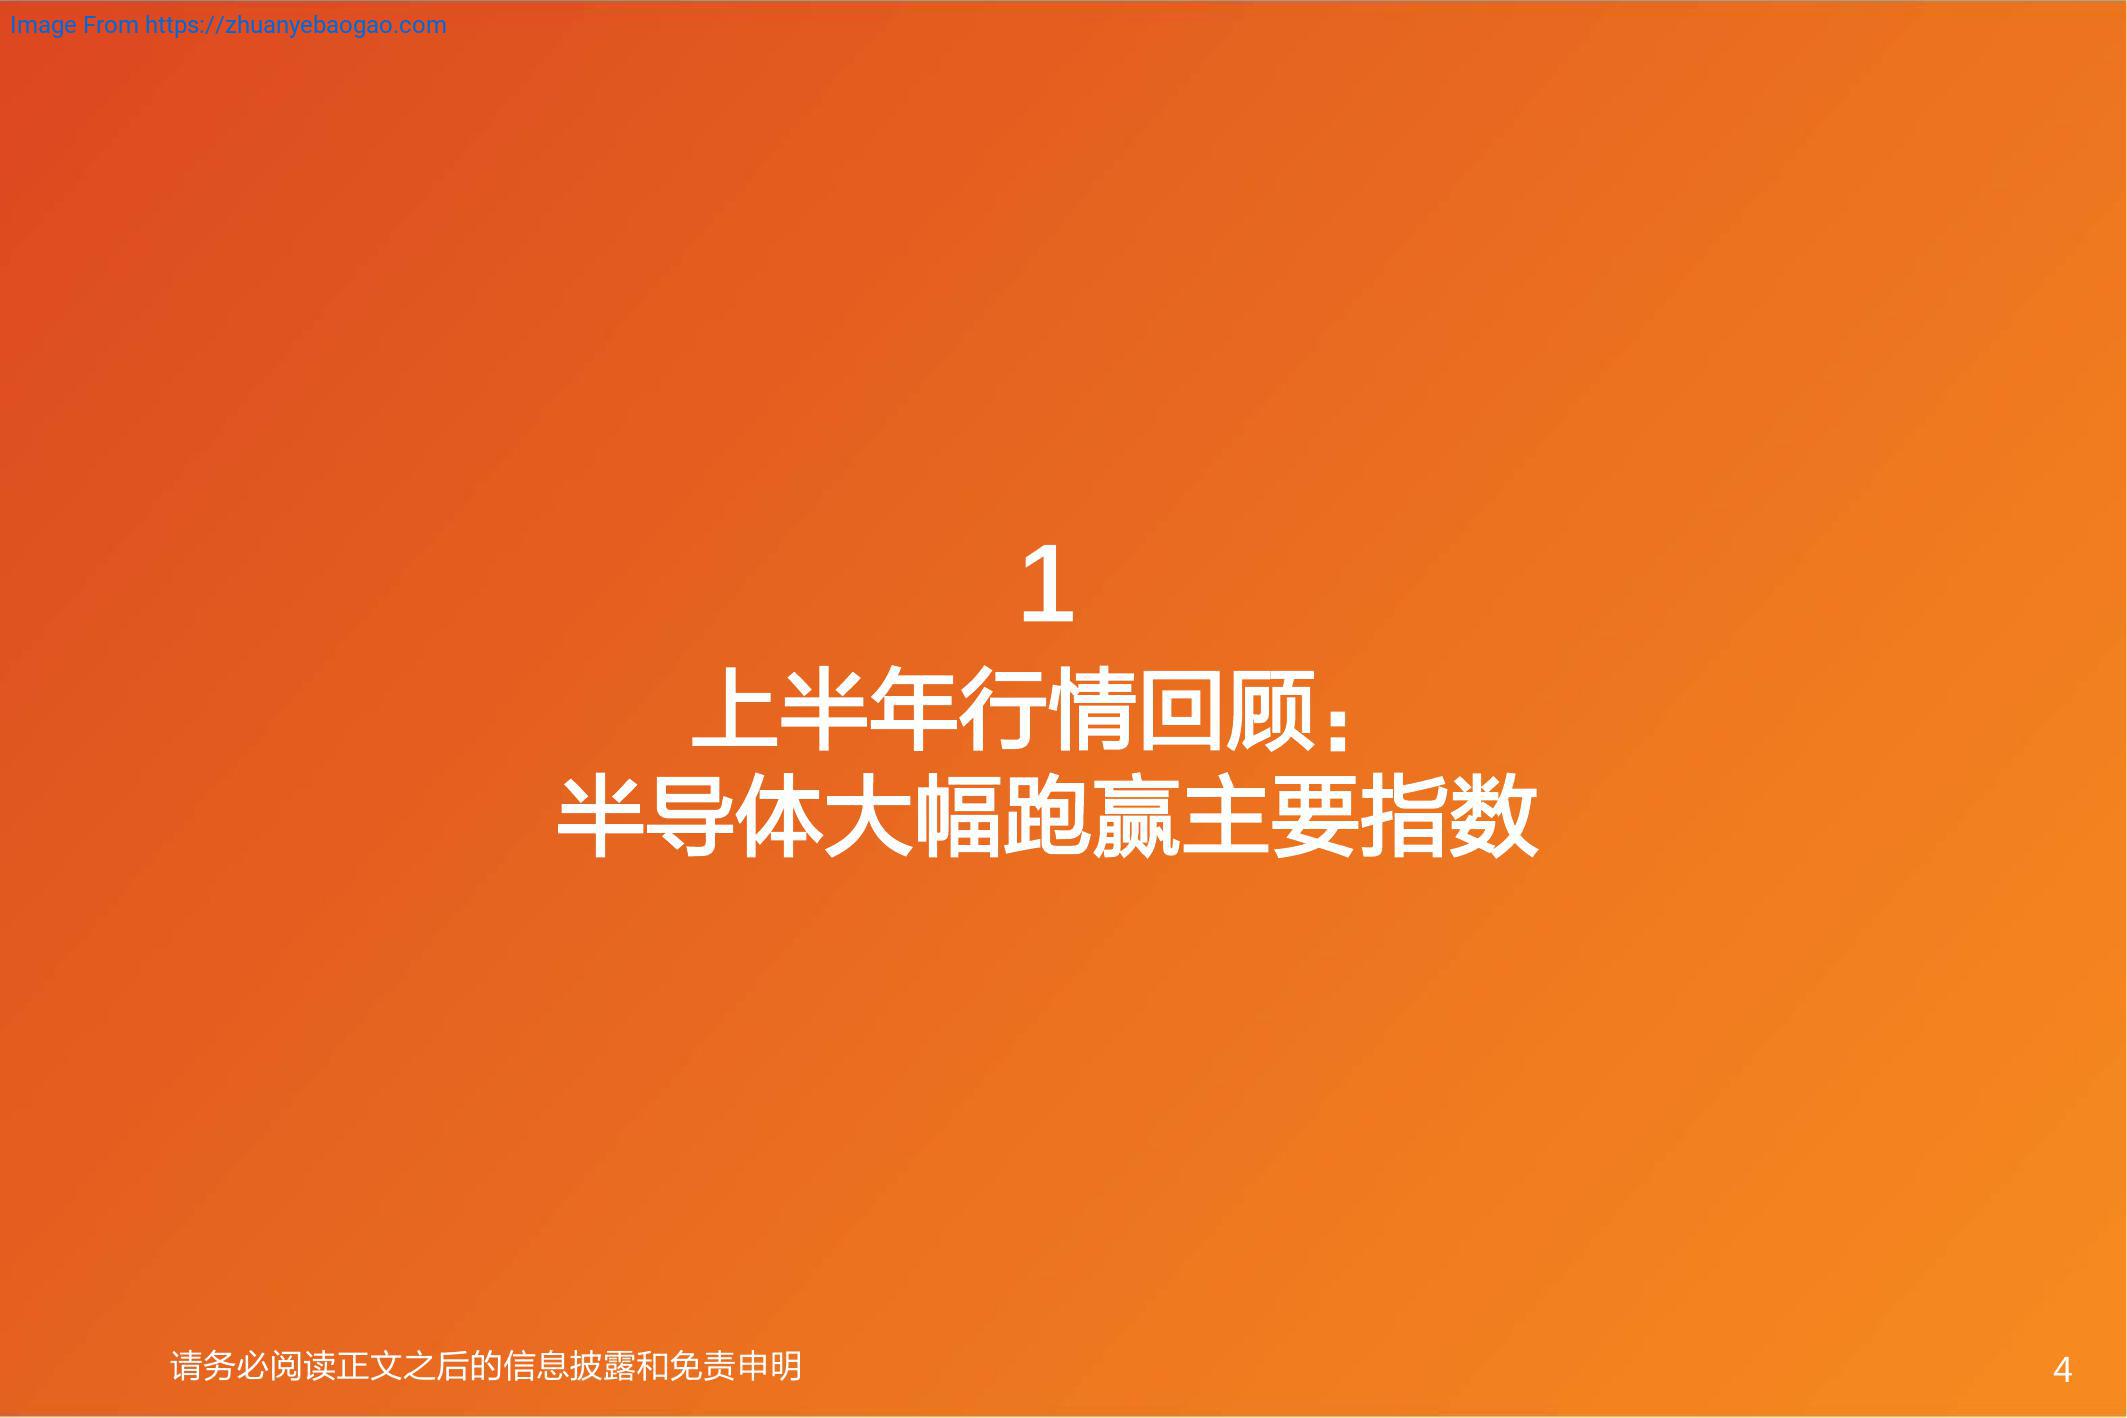 Image From https://zhuanyebaogao.com
1
上半年行情回顾：
半导体大幅跑赢主要指数
请务必阅读正文之后的信息披露和免责申明
4